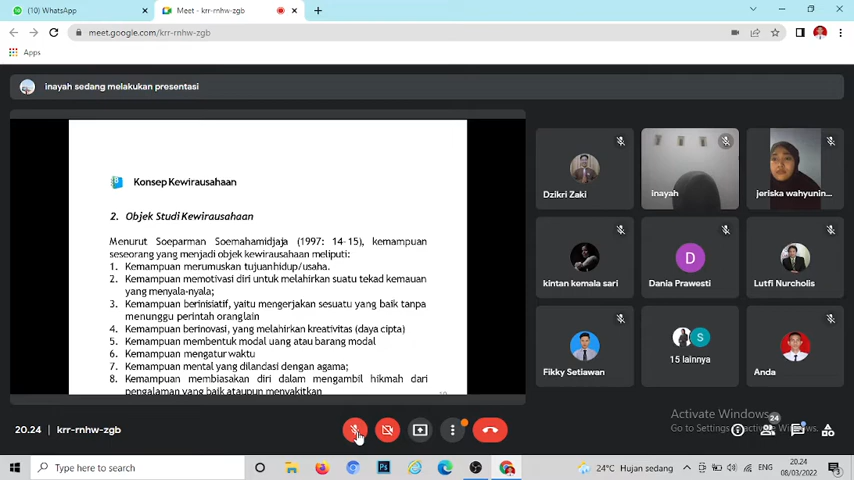 (10) WhatsApp
Meet - krr-rnhw-zgb
meet.google.com/krr-rnhw-zgb
Apps
inayah sedang melakukan presentasi
Konsep Kewirausahaan
2. Objek Studi Kewirausahaan
Menurut Soeparman Soemahamidjaja (1997: 14-15), kemampuan
seseorang yang menjadi objek kewirausahaan meliputi:
1. Kemampuan merumuskan tujuan hidup/usaha.
2. Kemampuan memotivasi diri untuk melahirkan suatu tekad kemauan
yang menyala-nyala;
3. Kemampuan berinisiatif, yaitu mengerjakan sesuatu yang baik tanpa
menunggu perintah orang lain
4. Kemampuan berinovasi, yang melahirkan kreativitas (daya cipta)
5. Kemampuan membentuk modal uang atau barang modal
6. Kemampuan mengatur waktu
7. Kemampuan mental yang dilandasi dengan agama;
8. Kemampuan membiasakan diri dalam mengambil hikmah dari
pengalaman yang baik ataupun menyakitkan
Dzikri Zaki
inayah
jeriska wahyunin...
kintan kemala sari
D
Dania Prawesti
Lutfi Nurcholis
Fikky Setiawan
S
15 lainnya
Anda
Activate Windows
Go to Settings to activate Windows.
20.24
krr-rnhw-zgb
24
Type here to search
24°C Hujan sedang
ENG
20.24
08/03/2022
3